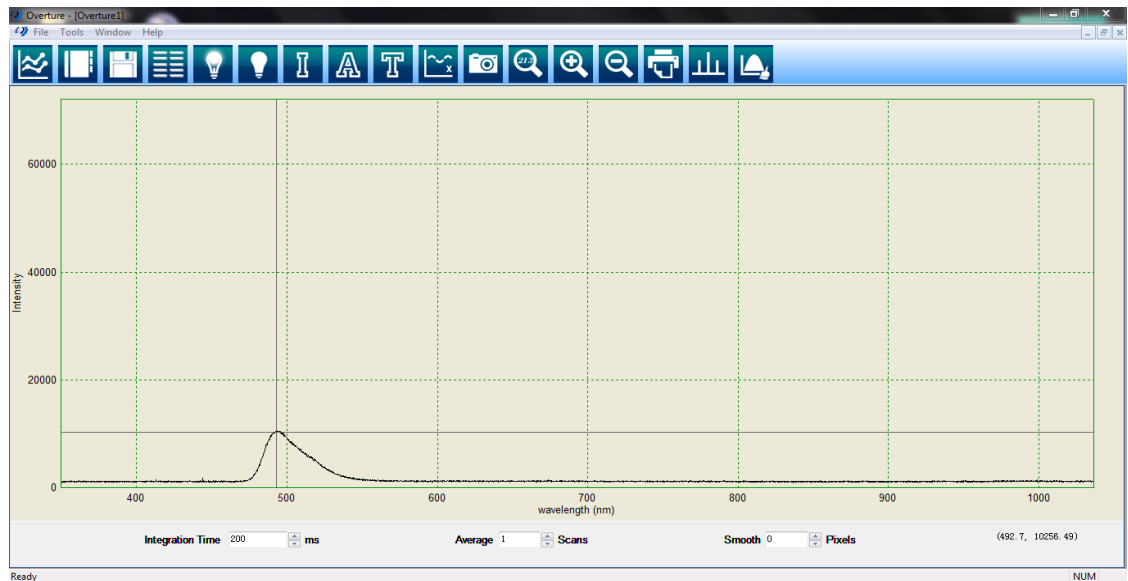 Overture - [Overture1]
File Tools Window Help
I A T x 213
60000
40000
20000
0
Intensity
400 500 600 700 800 900 1000
wavelength (nm)
Integration Time 200 ms Average 1 Scans Smooth 0 Pixels (492.7, 10256.49)
Ready NUM